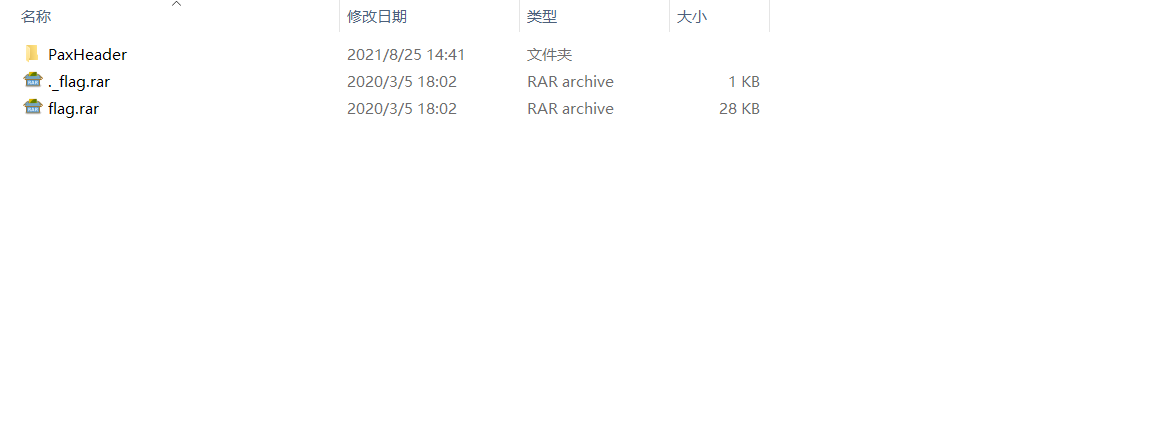 名称 修改日期 类型 大小
PaxHeader 2021/8/25 14:41 文件夹
._flag.rar 2020/3/5 18:02 RAR archive 1 KB
flag.rar 2020/3/5 18:02 RAR archive 28 KB